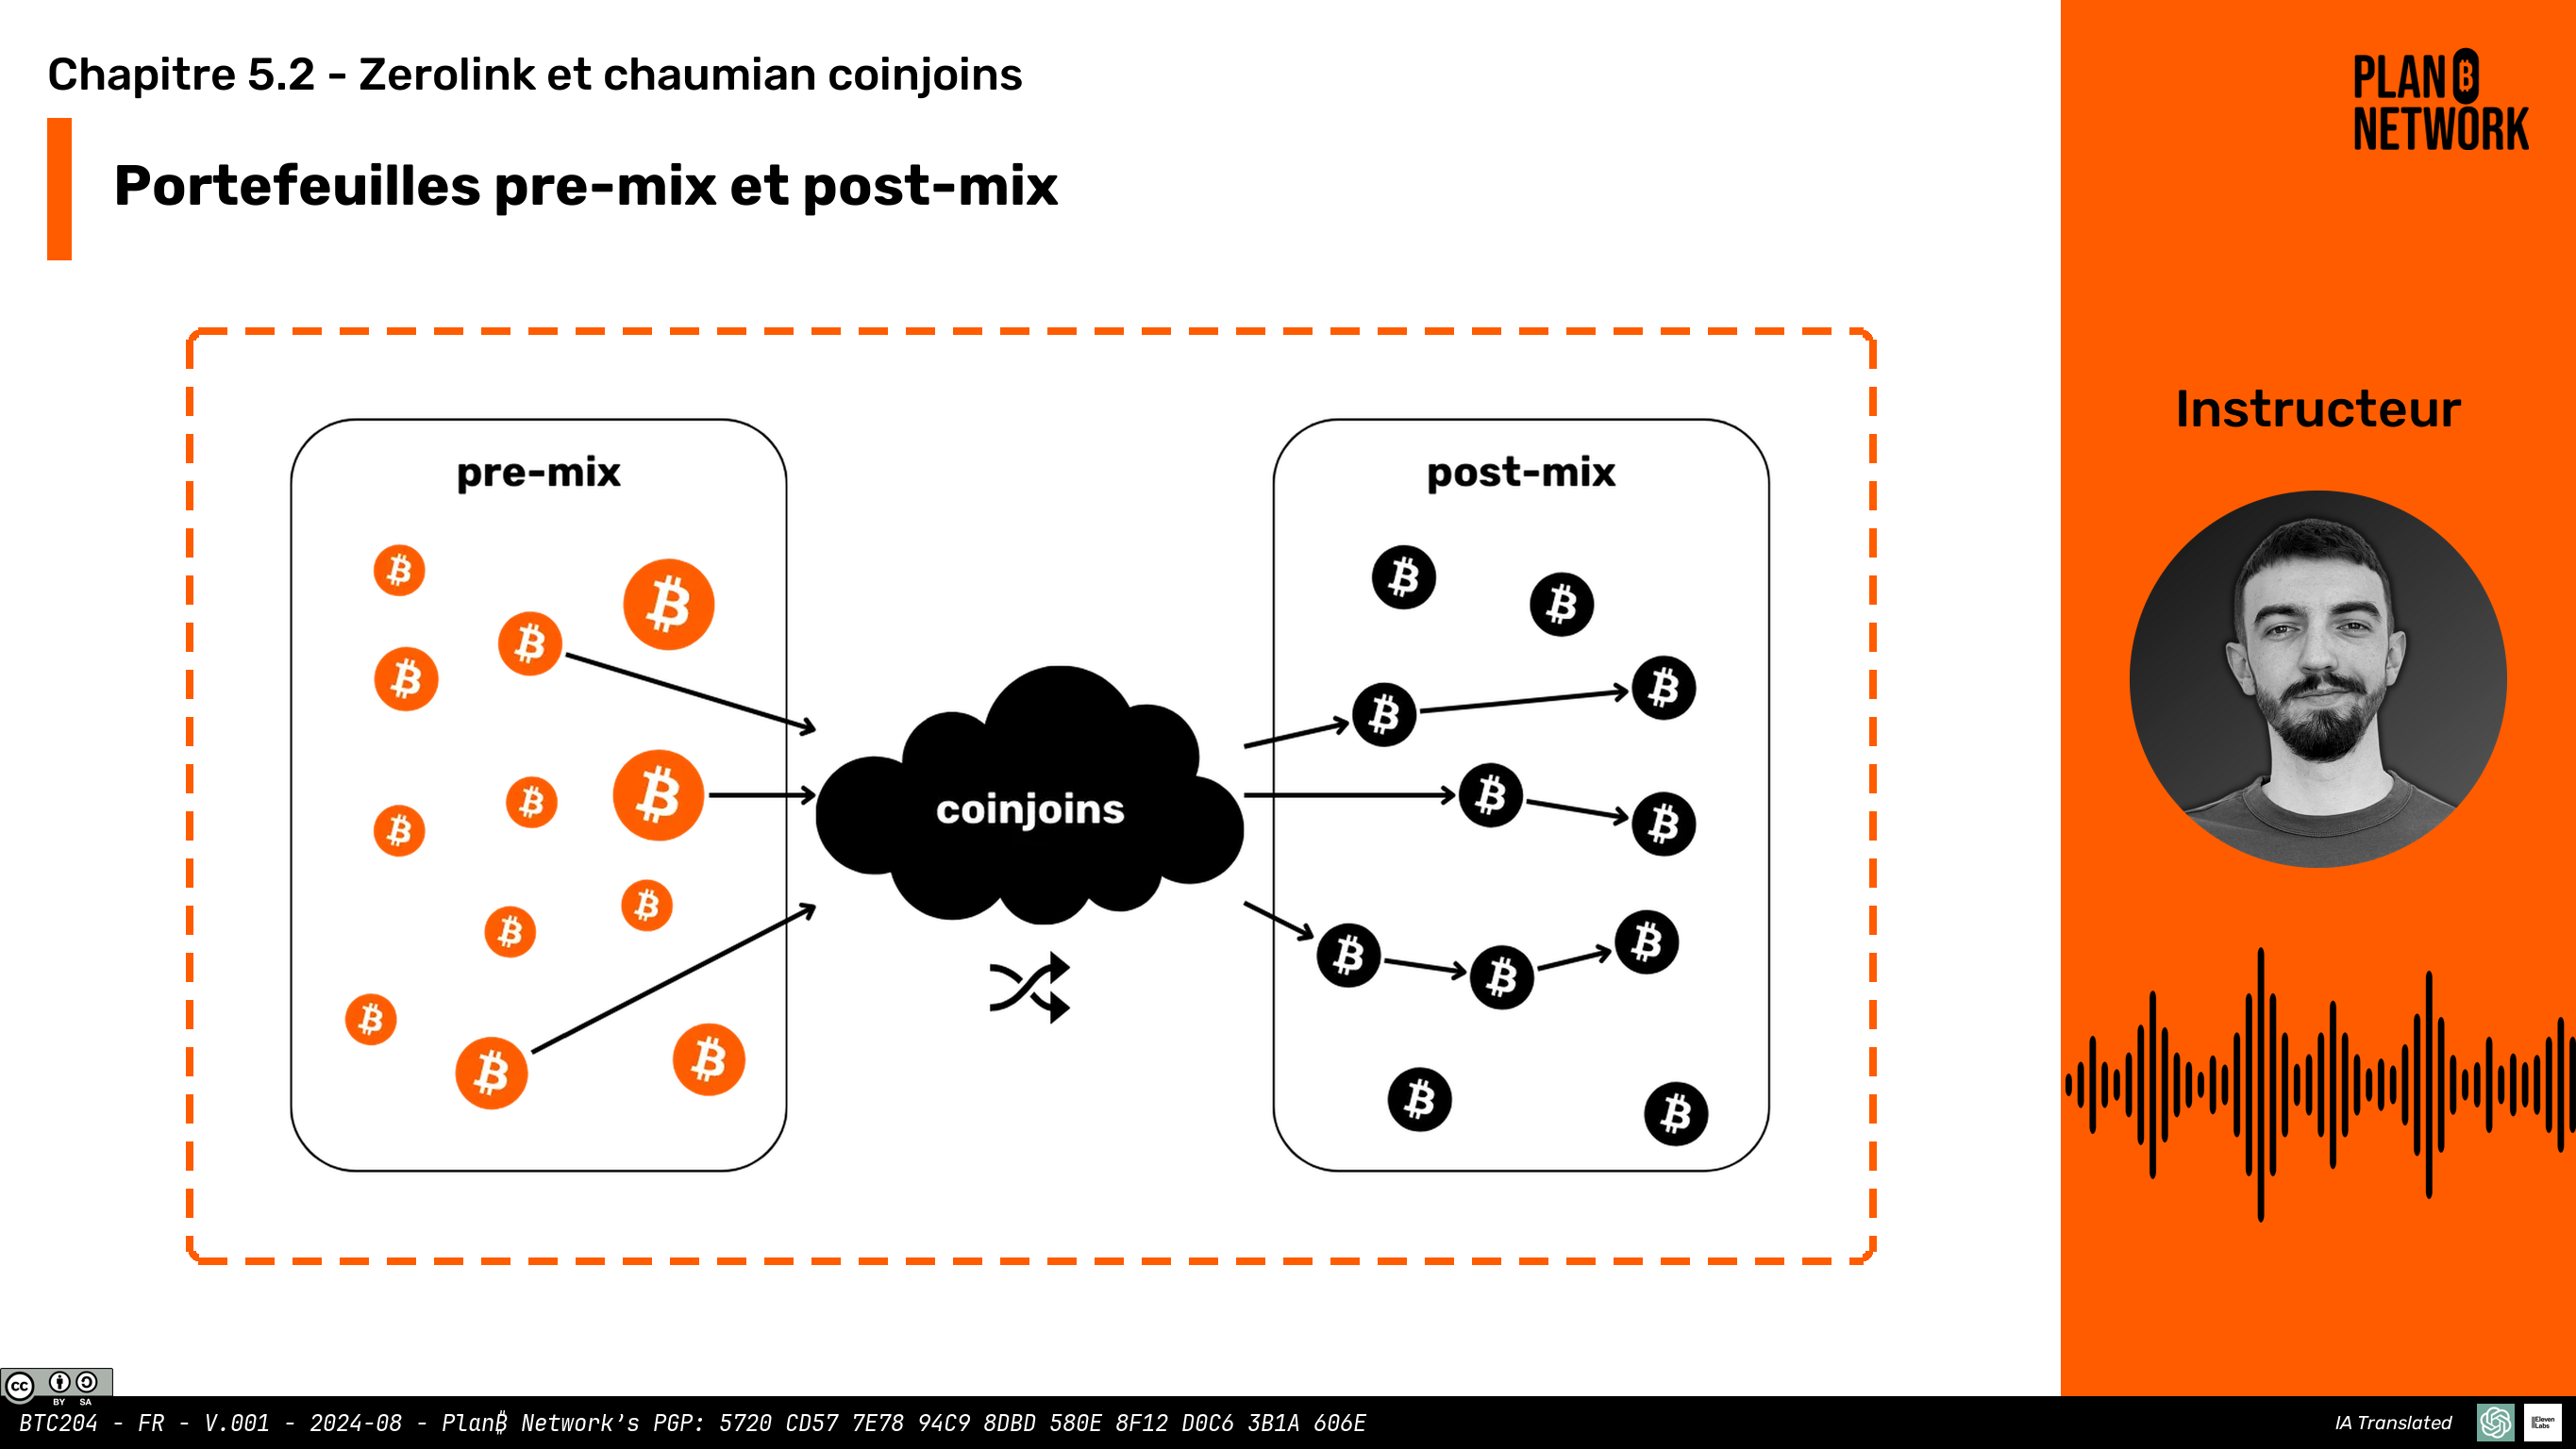 Chapitre 5.2 - Zerolink et chaumian coinjoins
Portefeuilles pre-mix et post-mix
PLAN ₿
NETWORK
Instructeur
pre-mix
post-mix
coinjoins
cc
BY SA
BTC204 - FR - V.001 - 2024-08 - Plan₿ Network's PGP: 5720 CD57 7E78 94C9 8DBD 580E 8F12 D0C6 3B1A 606E
IA Translated
IIElevenLabs